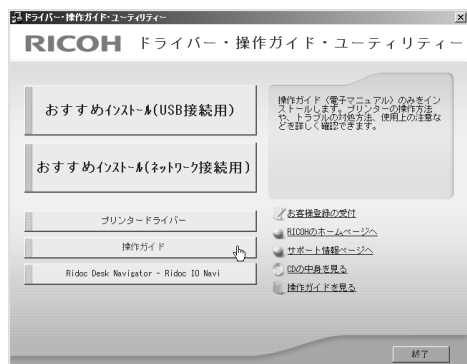 ドライバー・操作ガイド・ユーティリティー
RICOH ドライバー・操作ガイド・ユーティリティー
おすすめインストール(USB接続用)
おすすめインストール(ネットワーク接続用)
プリンタードライバー
操作ガイド
Ridoc Desk Navigator - Ridoc IO Navi
操作ガイド（電子マニュアル）のみをイン
ストールします。プリンターの操作方法
や、トラブルの対処方法、使用上の注意な
どを詳しく確認できます。
お客様登録の受付
RICOHのホームページへ
サポート情報ページへ
CDの中身を見る
操作ガイドを見る
終了